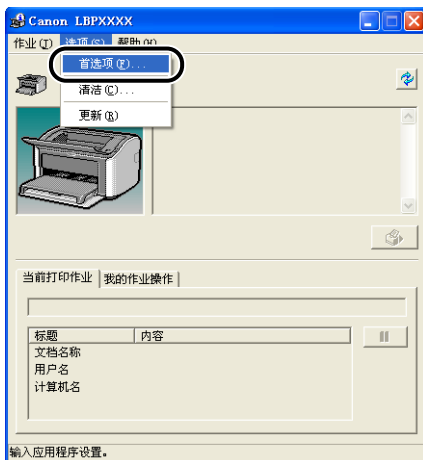 Canon LBPXXXX
作业(J) 选项(S) 帮助(H)
首选项(P)...
清洁(C)...
更新(R)
当前打印作业 我的作业操作
标题 内容
文档名称
用户名
计算机名
输入应用程序设置。